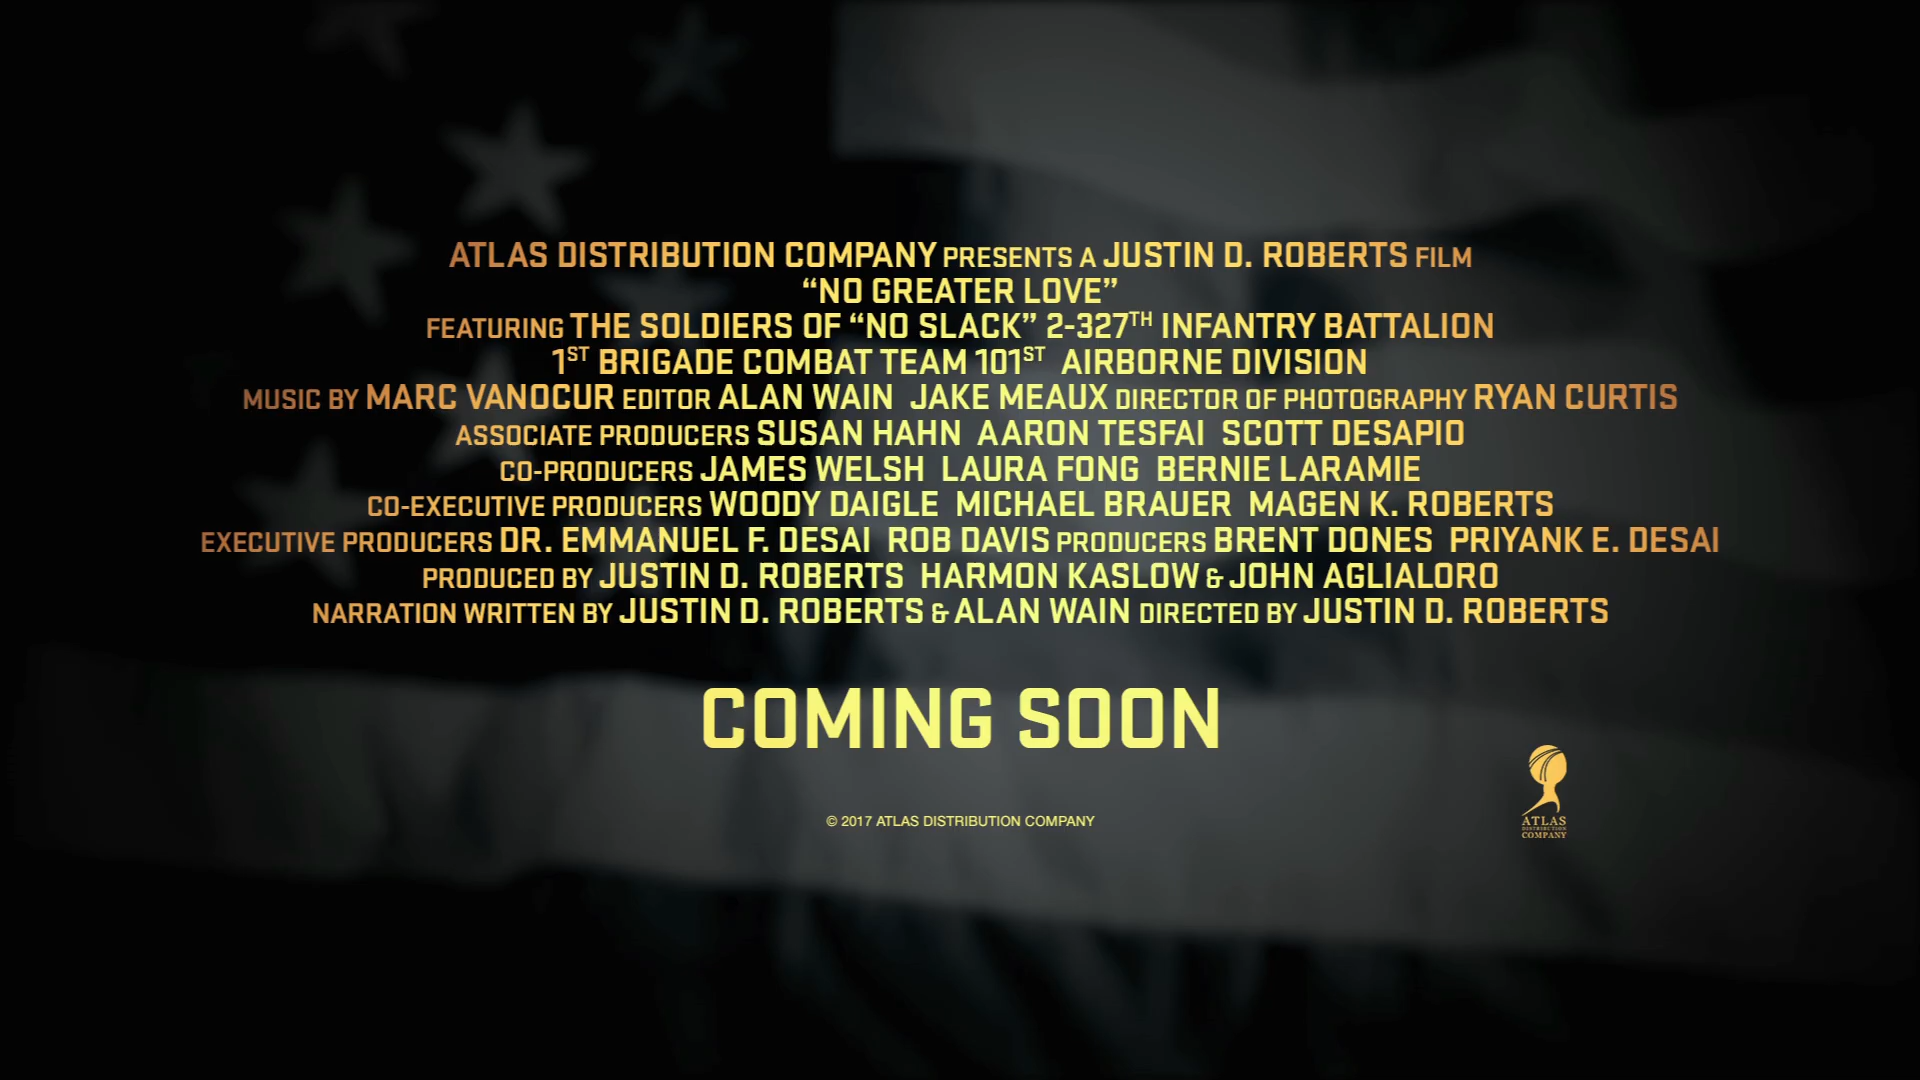 ATLAS DISTRIBUTION COMPANY PRESENTS A JUSTIN D. ROBERTS FILM
“NO GREATER LOVE”
FEATURING THE SOLDIERS OF “NO SLACK” 2-327TH INFANTRY BATTALION
1ST BRIGADE COMBAT TEAM 101ST AIRBORNE DIVISION
MUSIC BY MARC VANOCUR EDITOR ALAN WAIN JAKE MEAUX DIRECTOR OF PHOTOGRAPHY RYAN CURTIS
ASSOCIATE PRODUCERS SUSAN HAHN AARON TESFAI SCOTT DESAPIO
CO-PRODUCERS JAMES WELSH LAURA FONG BERNIE LARAMIE
CO-EXECUTIVE PRODUCERS WOODY DAIGLE MICHAEL BRAUER MAGEN K. ROBERTS
EXECUTIVE PRODUCERS DR. EMMANUEL F. DESAI ROB DAVIS PRODUCERS BRENT DONES PRIYANK E. DESAI
PRODUCED BY JUSTIN D. ROBERTS HARMON KASLOW & JOHN AGLIALORO
NARRATION WRITTEN BY JUSTIN D. ROBERTS & ALAN WAIN DIRECTED BY JUSTIN D. ROBERTS
COMING SOON
© 2017 ATLAS DISTRIBUTION COMPANY
ATLAS
DISTRIBUTION
COMPANY